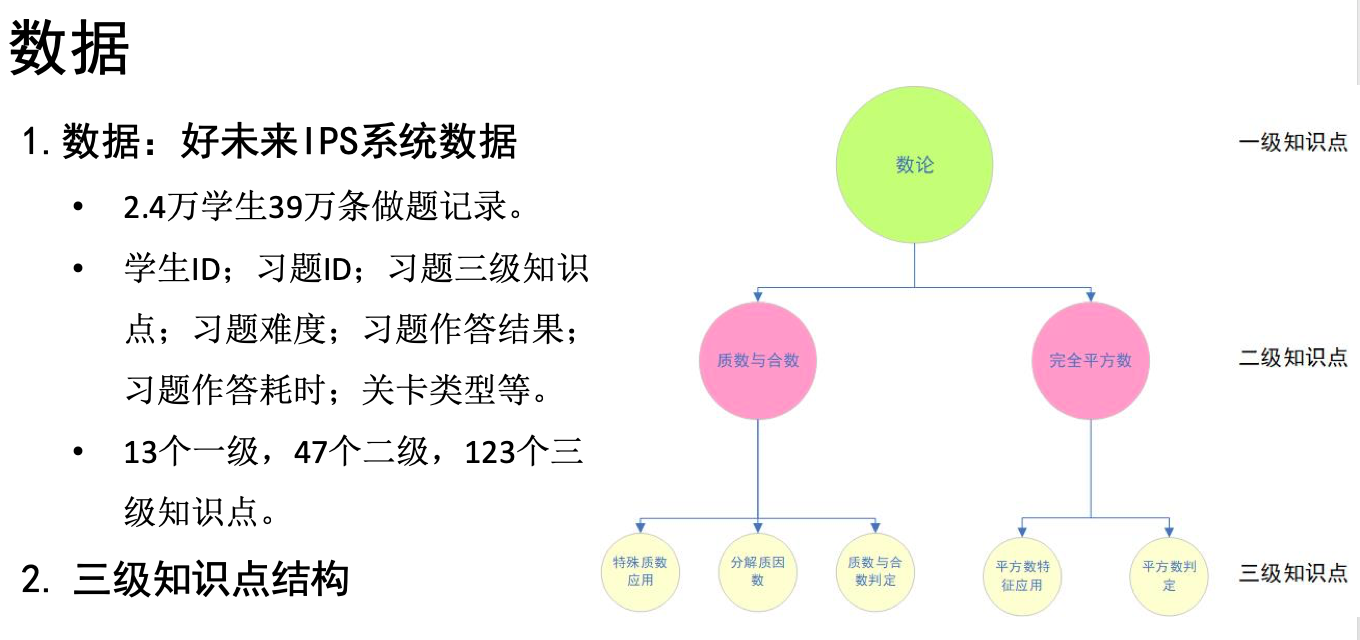 数据
1. 数据：好未来IPS系统数据
• 2.4万学生39万条做题记录。
• 学生ID；习题ID；习题三级知识
点；习题难度；习题作答结果；
习题作答耗时；关卡类型等。
• 13个一级，47个二级，123个三
级知识点。
2. 三级知识点结构
数论
一级知识点
质数与合数
完全平方数
二级知识点
特殊质数
应用
分解质因
数
质数与合
数判定
平方数特
征应用
平方数判
定
三级知识点